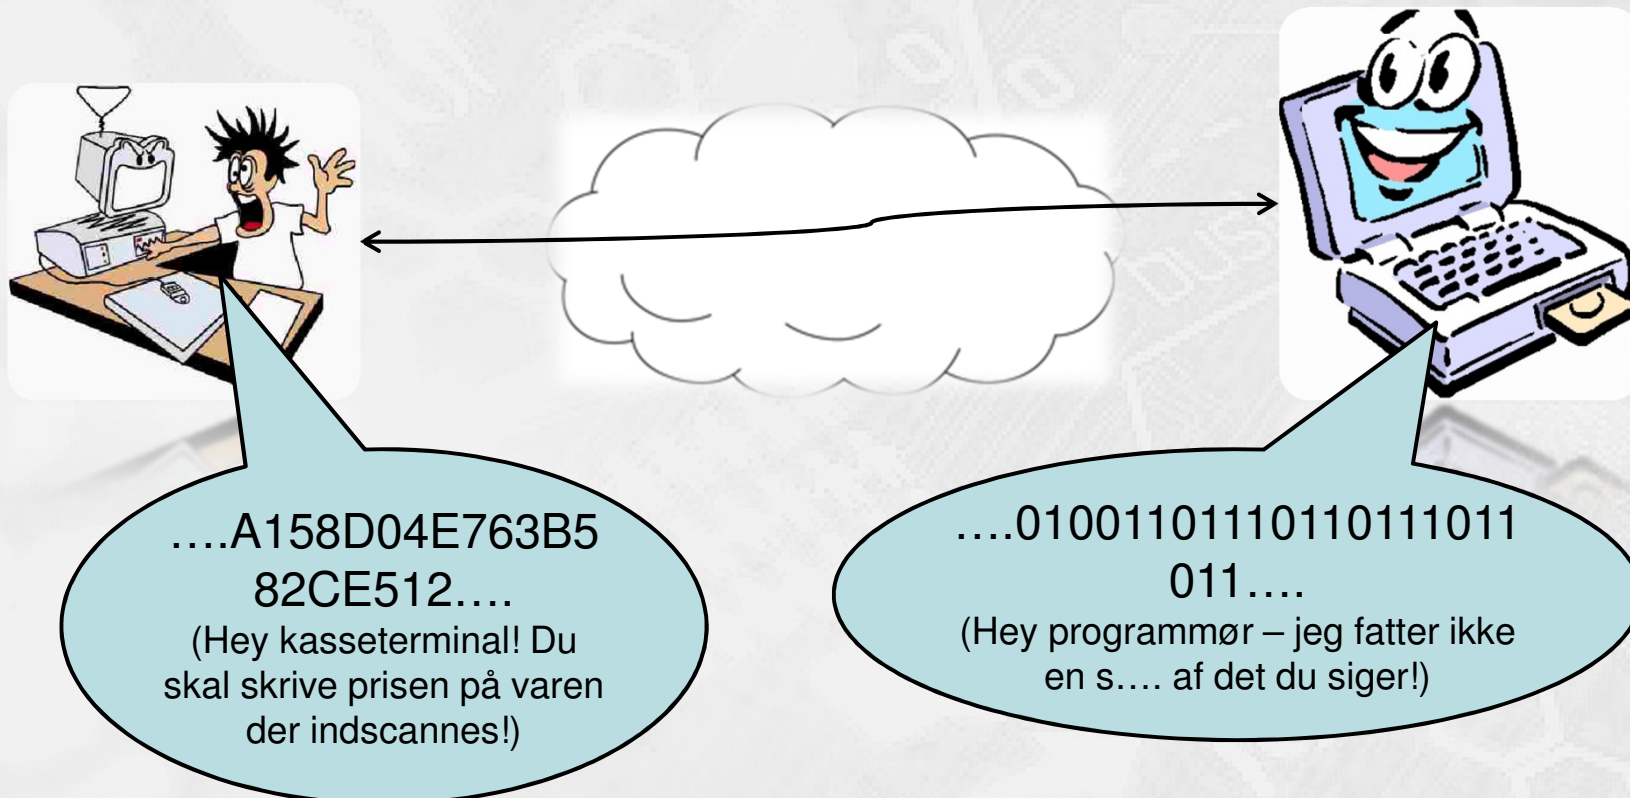 ….A158D04E763B5
82CE512….
(Hey kasseterminal! Du
skal skrive prisen på varen
der indscannes!)
….01001101110110111011
011….
(Hey programmør – jeg fatter ikke
en s…. af det du siger!)